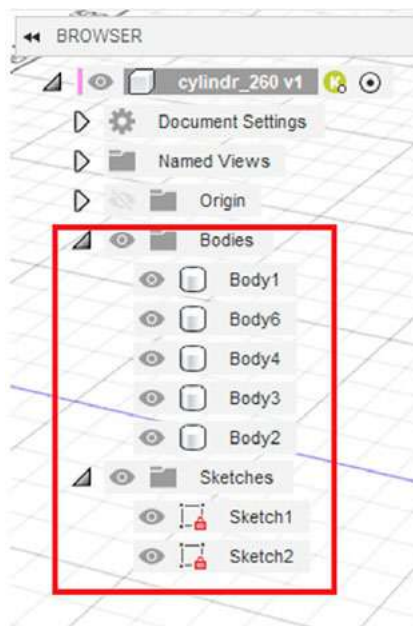 BROWSER
cylindr_260 v1
Document Settings
Named Views
Origin
Bodies
Body1
Body6
Body4
Body3
Body2
Sketches
Sketch1
Sketch2